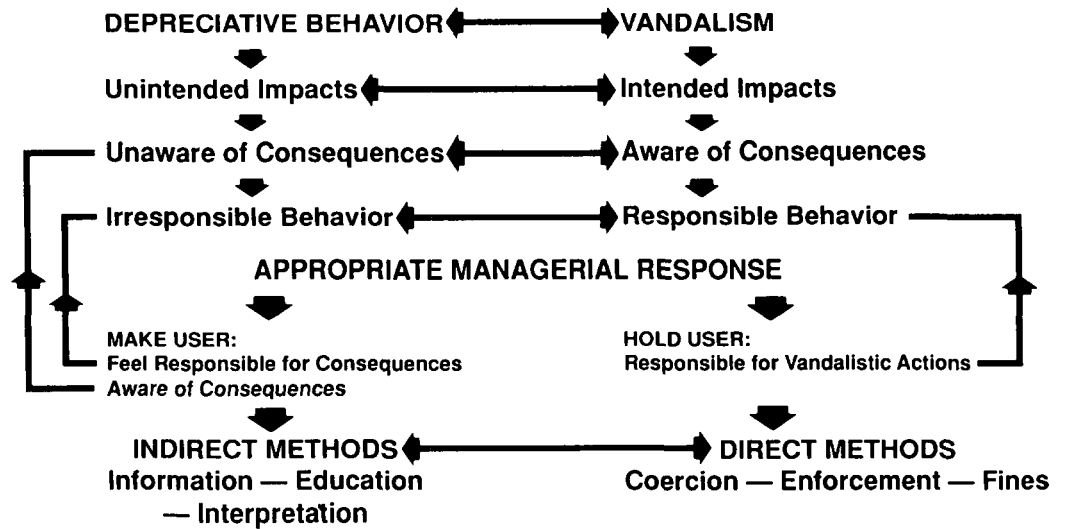 DEPRECIATIVE BEHAVIOR VANDALISM
Unintended Impacts Intended Impacts
Unaware of Consequences Aware of Consequences
Irresponsible Behavior Responsible Behavior
APPROPRIATE MANAGERIAL RESPONSE
MAKE USER:
Feel Responsible for Consequences
Aware of Consequences
HOLD USER:
Responsible for Vandalistic Actions
INDIRECT METHODS DIRECT METHODS
Information — Education
— Interpretation
Coercion — Enforcement — Fines